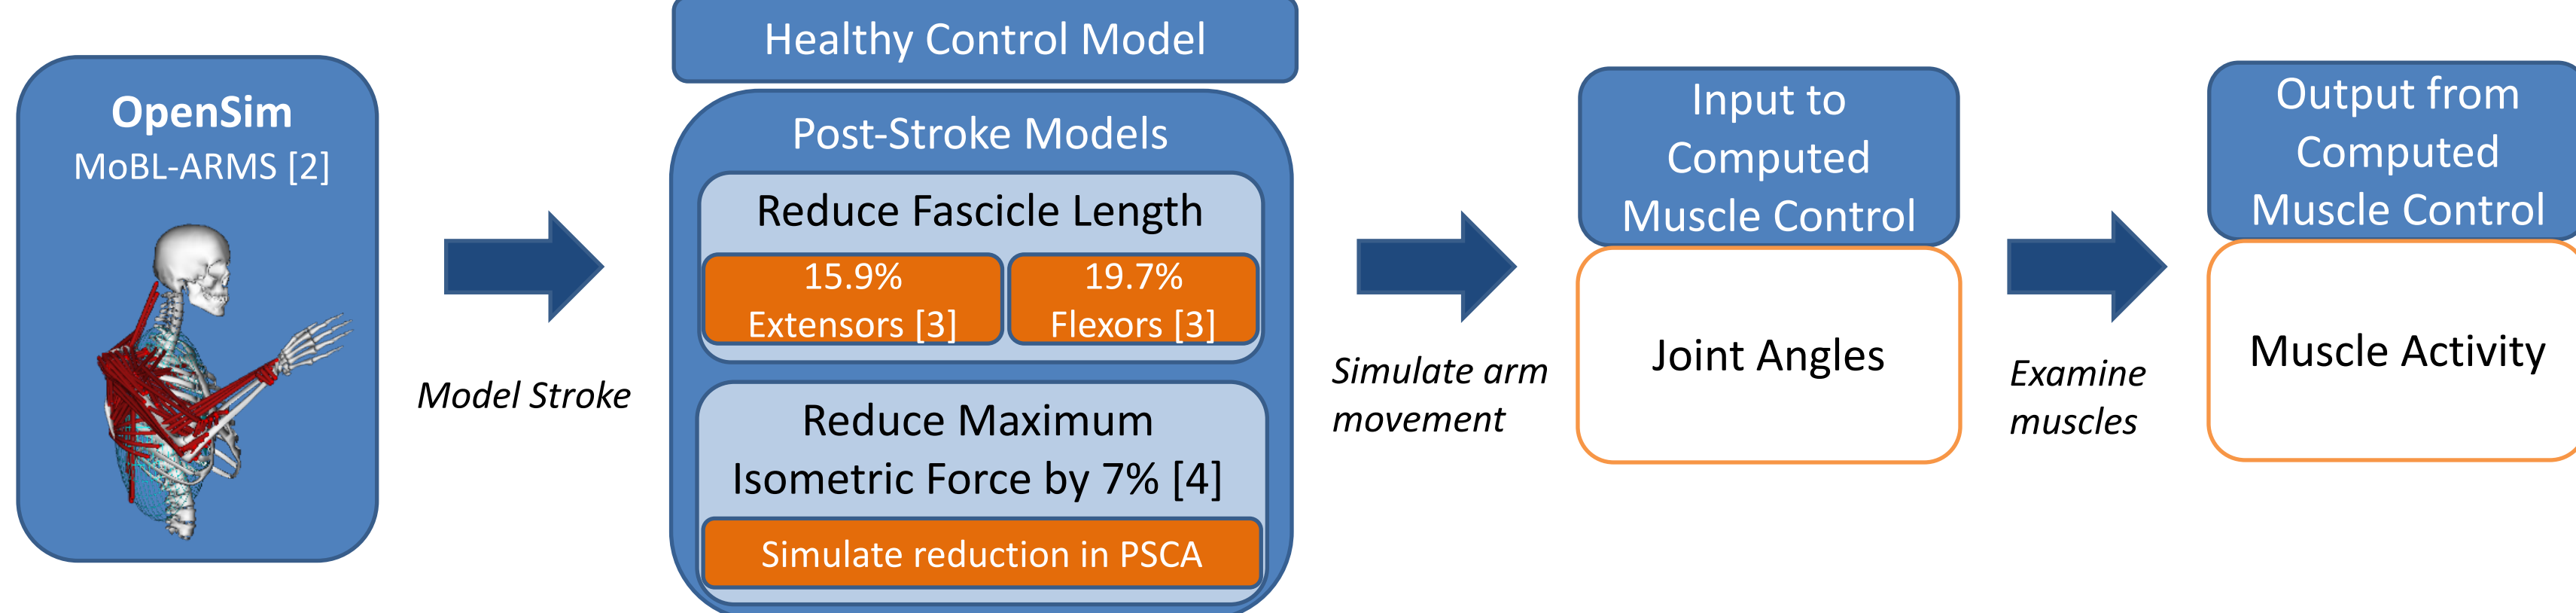 OpenSim
MoBL-ARMS [2]
Model Stroke
Healthy Control Model
Post-Stroke Models
Reduce Fascicle Length
15.9%
Extensors [3]
19.7%
Flexors [3]
Reduce Maximum
Isometric Force by 7% [4]
Simulate reduction in PSCA
Simulate arm
movement
Input to
Computed
Muscle Control
Joint Angles
Examine
muscles
Output from
Computed
Muscle Control
Muscle Activity